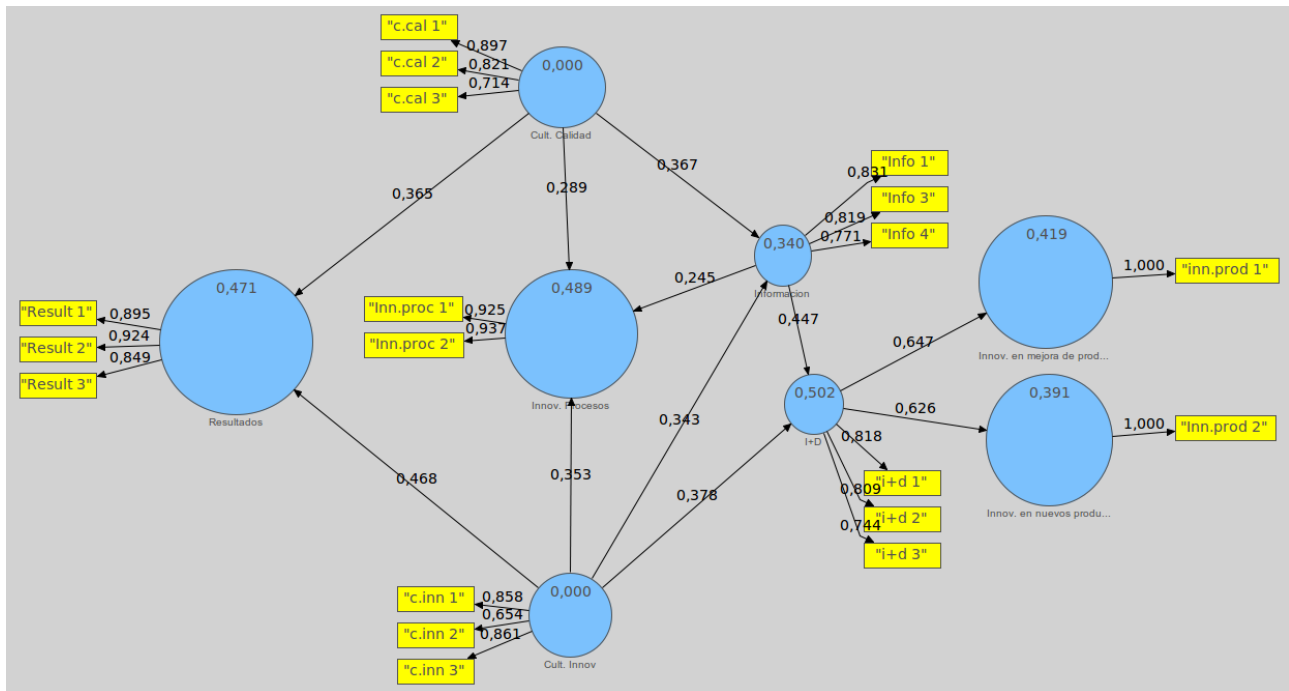 "c.cal 1"
0,897
"c.cal 2"
0,821
"c.cal 3"
0,714
0,000
Cult. Calidad
0,365
0,289
0,367
"Info 1"
0,831
"Info 3"
0,819
"Info 4"
0,771
0,340
Informacion
0,245
0,447
0,419
1,000
"inn.prod 1"
Innov. en mejora de prod...
0,471
Resultados
"Result 1"
0,895
"Result 2"
0,924
"Result 3"
0,849
"Inn.proc 1"
0,925
"Inn.proc 2"
0,937
0,489
Innov. Procesos
0,647
0,626
0,502
I+D
0,391
1,000
"Inn.prod 2"
Innov. en nuevos produ...
0,818
"i+d 1"
0,809
"i+d 2"
0,744
"i+d 3"
0,343
0,378
0,353
0,468
"c.inn 1"
0,858
"c.inn 2"
0,654
"c.inn 3"
0,861
0,000
Cult. Innov